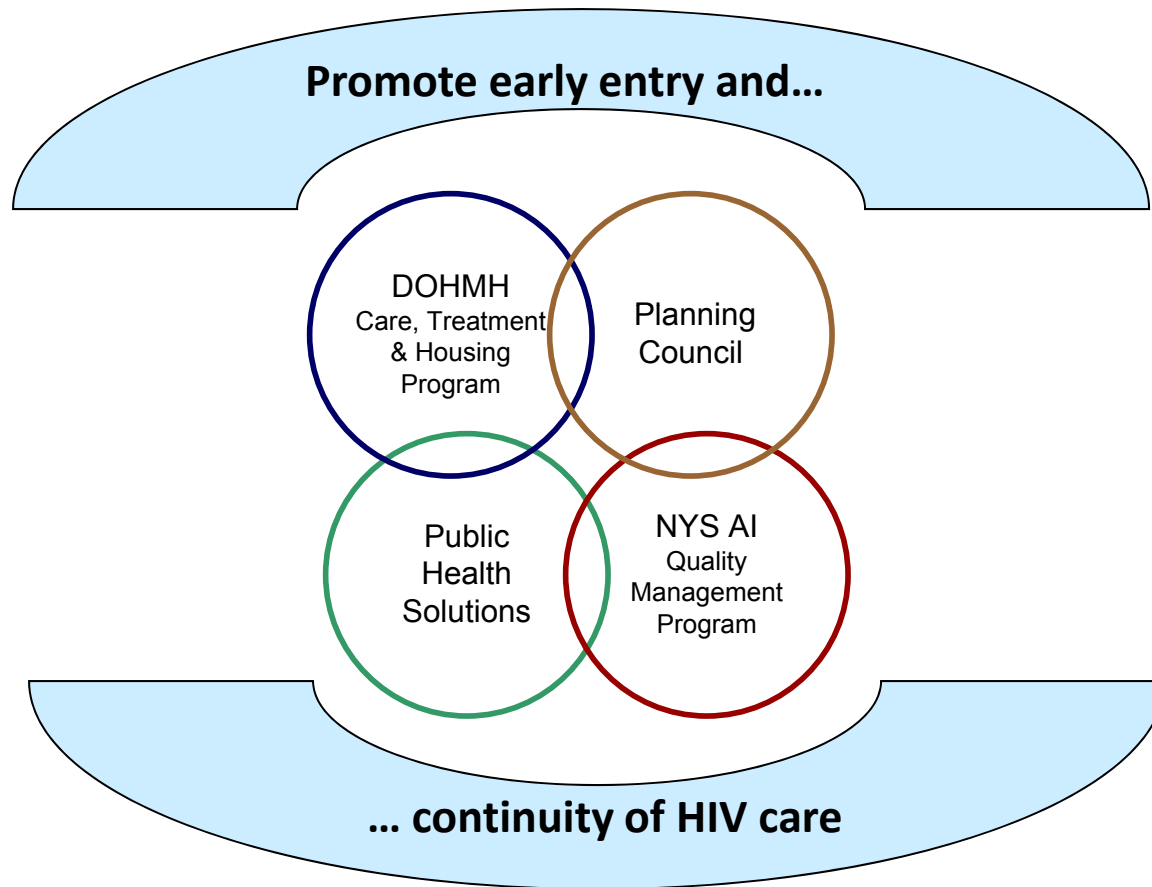 Promote early entry and…
DOHMH
Care, Treatment
& Housing
Program
Planning
Council
Public
Health
Solutions
NYS AI
Quality
Management
Program
… continuity of HIV care